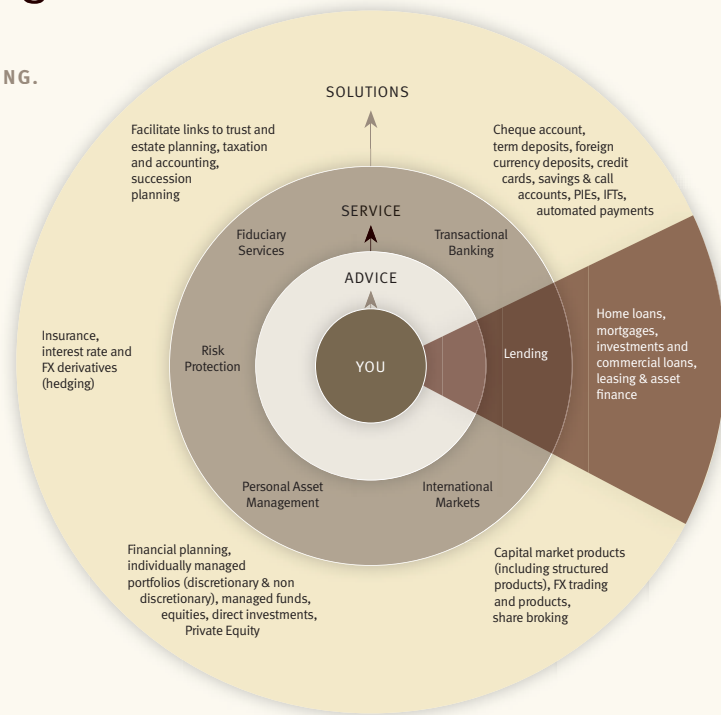 g
NG.
SOLUTIONS
Facilitate links to trust and
estate planning, taxation
and accounting,
succession
planning
Cheque account,
term deposits, foreign
currency deposits, credit
cards, savings & call
accounts, PIEs, IFTs,
automated payments
SERVICE
Fiduciary
Services
Transactional
Banking
ADVICE
Insurance,
interest rate and
FX derivatives
(hedging)
Risk
Protection
YOU
Lending
Home loans,
mortgages,
investments and
commercial loans,
leasing & asset
finance
Personal Asset
Management
International
Markets
Financial planning,
individually managed
portfolios (discretionary & non
discretionary), managed funds,
equities, direct investments,
Private Equity
Capital market products
(including structured
products), FX trading
and products,
share broking